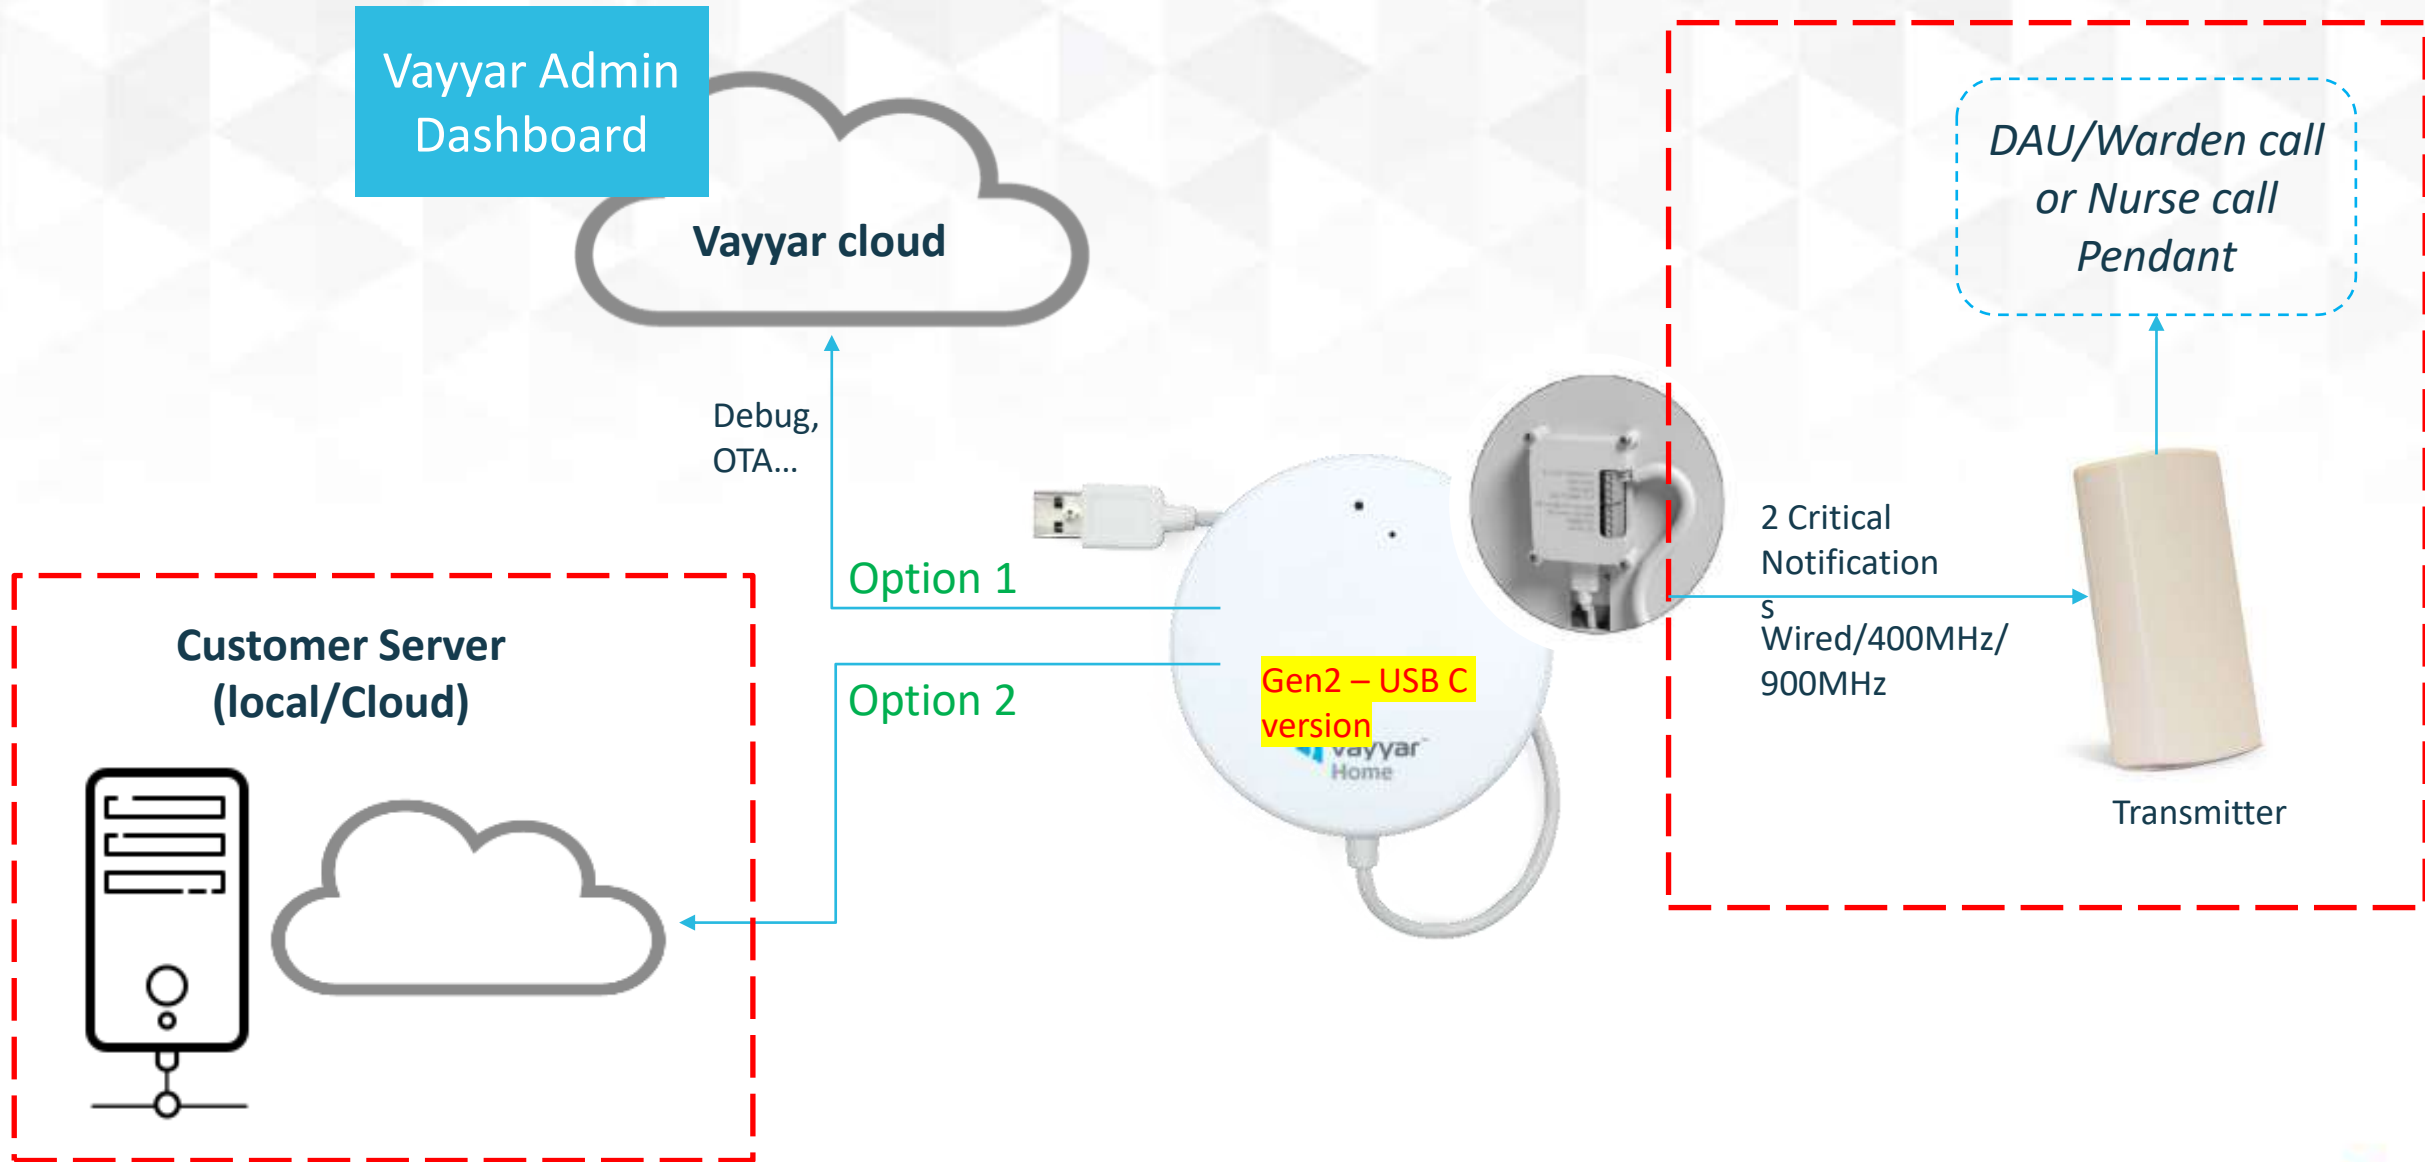 Vayyar Admin
Dashboard
Vayyar cloud
DAU/Warden call
or Nurse call
Pendant
Debug,
OTA...
Option 1
2 Critical
Notification
s
Wired/400MHz/
900MHz
Customer Server
(local/Cloud)
Option 2
Gen2 – USB C
version
vayyar
Home
Transmitter